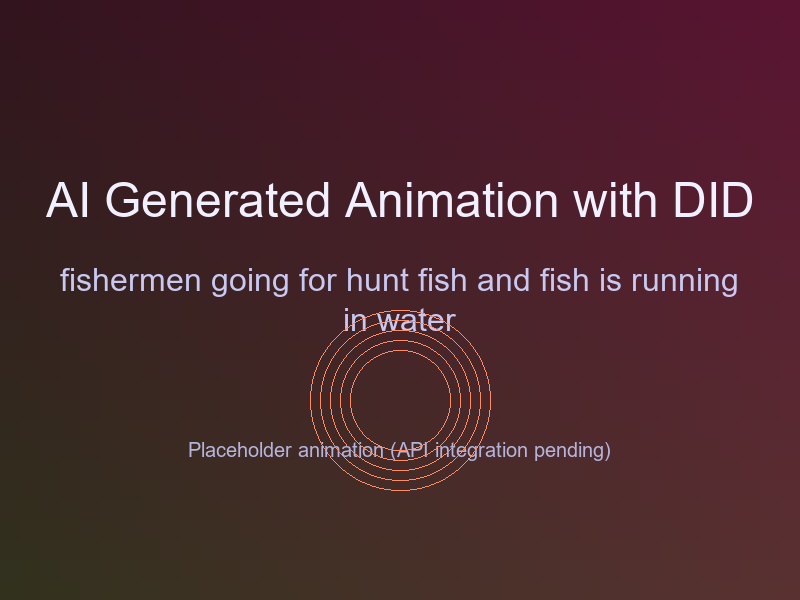 AI Generated Animation with DID
fishermen going for hunt fish and fish is running
in water
Placeholder animation (API integration pending)